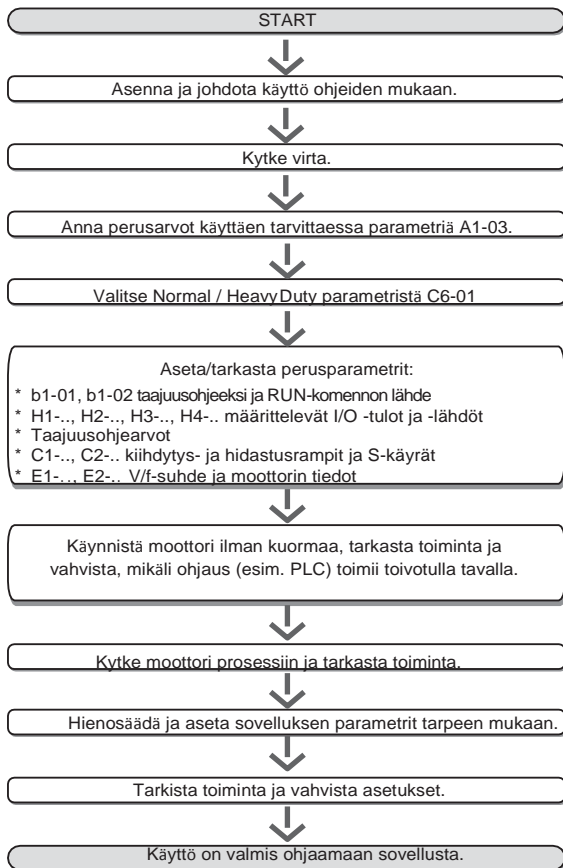 START
Asenna ja johdota käyttö ohjeiden mukaan.
Kytke virta.
Anna perusarvot käyttäen tarvittaessa parametriä A1-03.
Valitse Normal / HeavyDuty parametristä C6-01
Aseta/tarkasta perusparametrit:
* b1-01, b1-02 taajuusohjeeksi ja RUN-komennon lähde
* H1-.., H2-.., H3-.., H4-.. määrittelevät I/O -tulot ja -lähdöt
* Taajuusohjearvot
* C1-.., C2-.. kiihdytys- ja hidastusrampit ja S-käyrät
* E1-.., E2-.. V/f-suhde ja moottorin tiedot
Käynnistä moottori ilman kuormaa, tarkasta toiminta ja
vahvista, mikäli ohjaus (esim. PLC) toimii toivotulla tavalla.
Kytke moottori prosessiin ja tarkasta toiminta.
Hienosäädä ja aseta sovelluksen parametrit tarpeen mukaan.
Tarkista toiminta ja vahvista asetukset.
Käyttö on valmis ohjaamaan sovellusta.